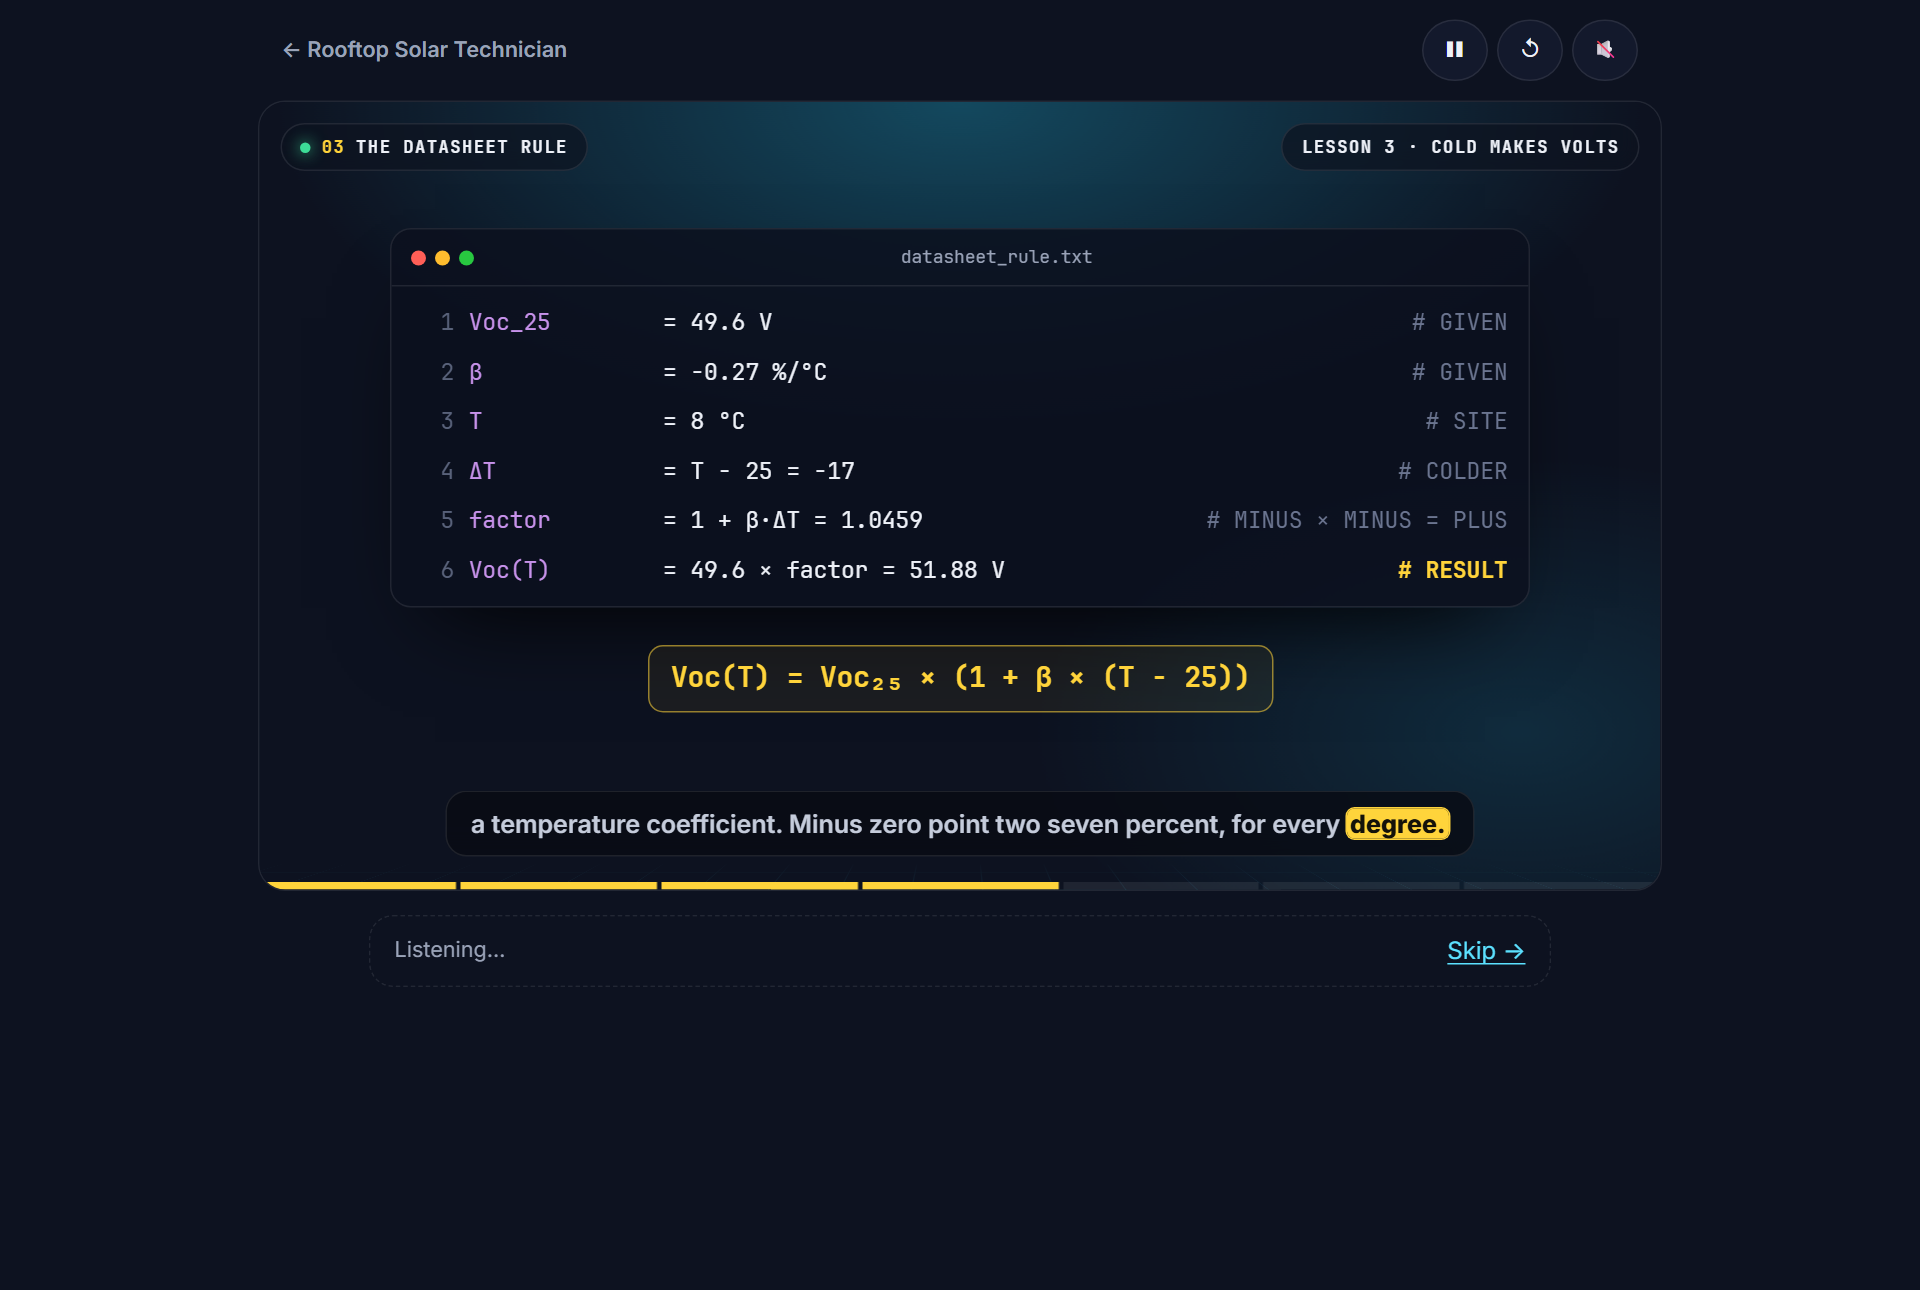 ← Rooftop Solar Technician
03 THE DATASHEET RULE
LESSON 3 · COLD MAKES VOLTS
datasheet_rule.txt
1 Voc_25 = 49.6 V # GIVEN
2 β = -0.27 %/°C # GIVEN
3 T = 8 °C # SITE
4 ΔT = T - 25 = -17 # COLDER
5 factor = 1 + β·ΔT = 1.0459 # MINUS × MINUS = PLUS
6 Voc(T) = 49.6 × factor = 51.88 V # RESULT
Voc(T) = Voc₂₅ × (1 + β × (T - 25))
a temperature coefficient. Minus zero point two seven percent, for every degree.
Listening...
Skip →